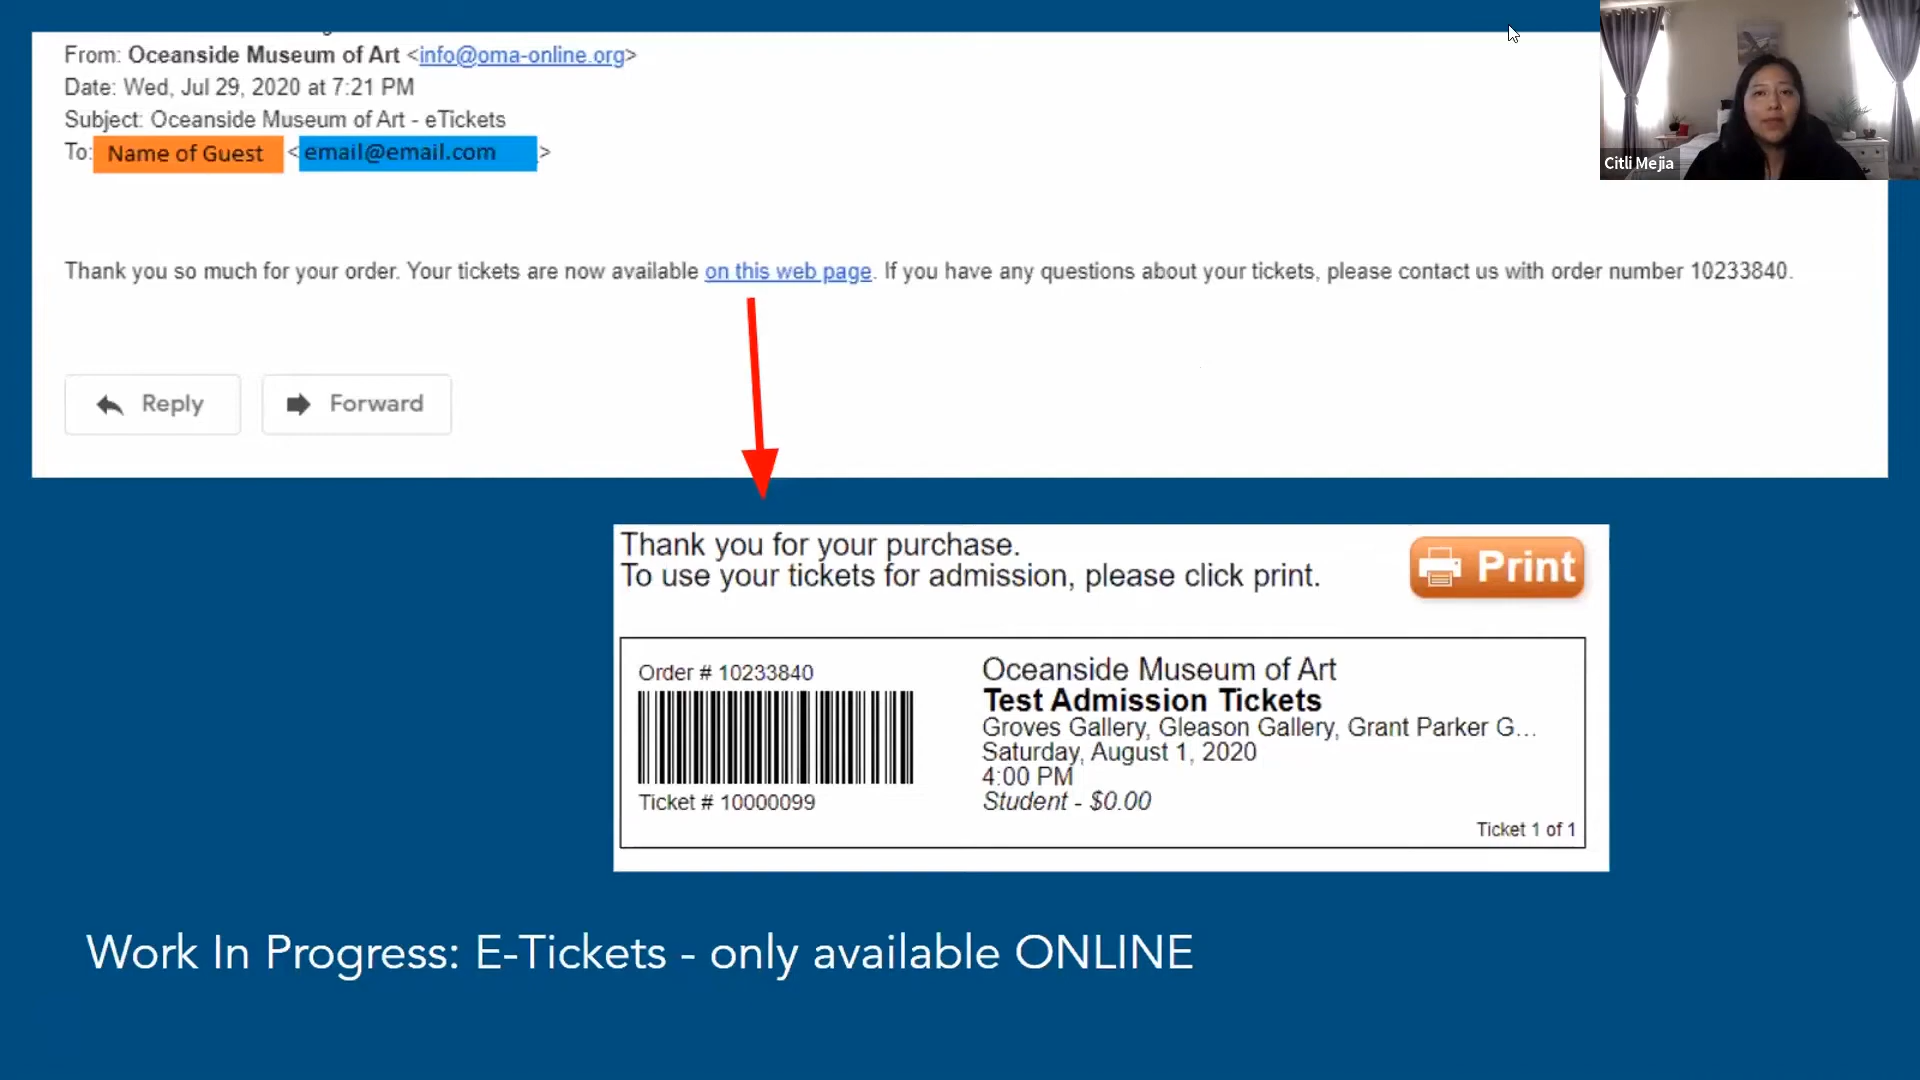 From: Oceanside Museum of Art <info@oma-online.org>
Date: Wed, Jul 29, 2020 at 7:21 PM
Subject: Oceanside Museum of Art - eTickets
To: Name of Guest <email@email.com>
Citli Mejia
Thank you so much for your order. Your tickets are now available on this web page. If you have any questions about your tickets, please contact us with order number 10233840.
Reply
Forward
Thank you for your purchase.
To use your tickets for admission, please click print.
Print
Order # 10233840
Ticket # 10000099
Oceanside Museum of Art
Test Admission Tickets
Groves Gallery, Gleason Gallery, Grant Parker G...
Saturday, August 1, 2020
4:00 PM
Student - $0.00
Ticket 1 of 1
Work In Progress: E-Tickets - only available ONLINE